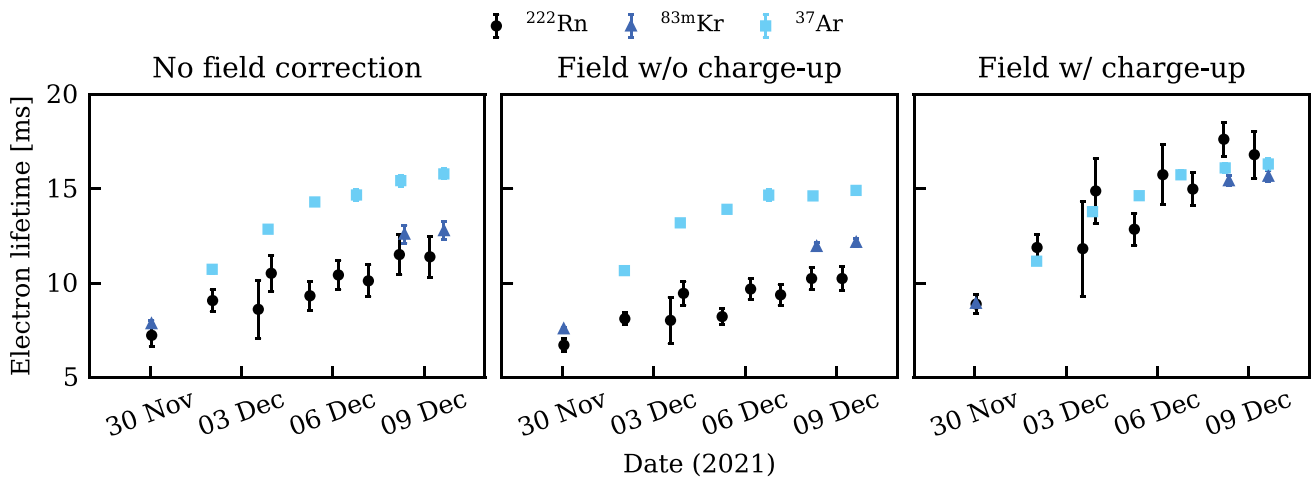 ²²²Rn ⁸³ᵐKr ³⁷Ar
No field correction Field w/o charge-up Field w/ charge-up
Electron lifetime [ms]
20
15
10
5
30 Nov 03 Dec 06 Dec 09 Dec 30 Nov 03 Dec 06 Dec 09 Dec 30 Nov 03 Dec 06 Dec 09 Dec
Date (2021)